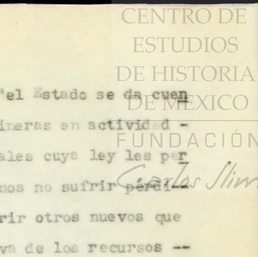 CENTRO DE
ESTUDIOS
DE HISTORIA
DE MÉXICO
FUNDACIÓN
Carlos Slim
"el Estado se da cuen
ineras en actividad -
ales cuya ley les per
nos no sufrir pérdi--
rir otros nuevos que
va de los recursos --